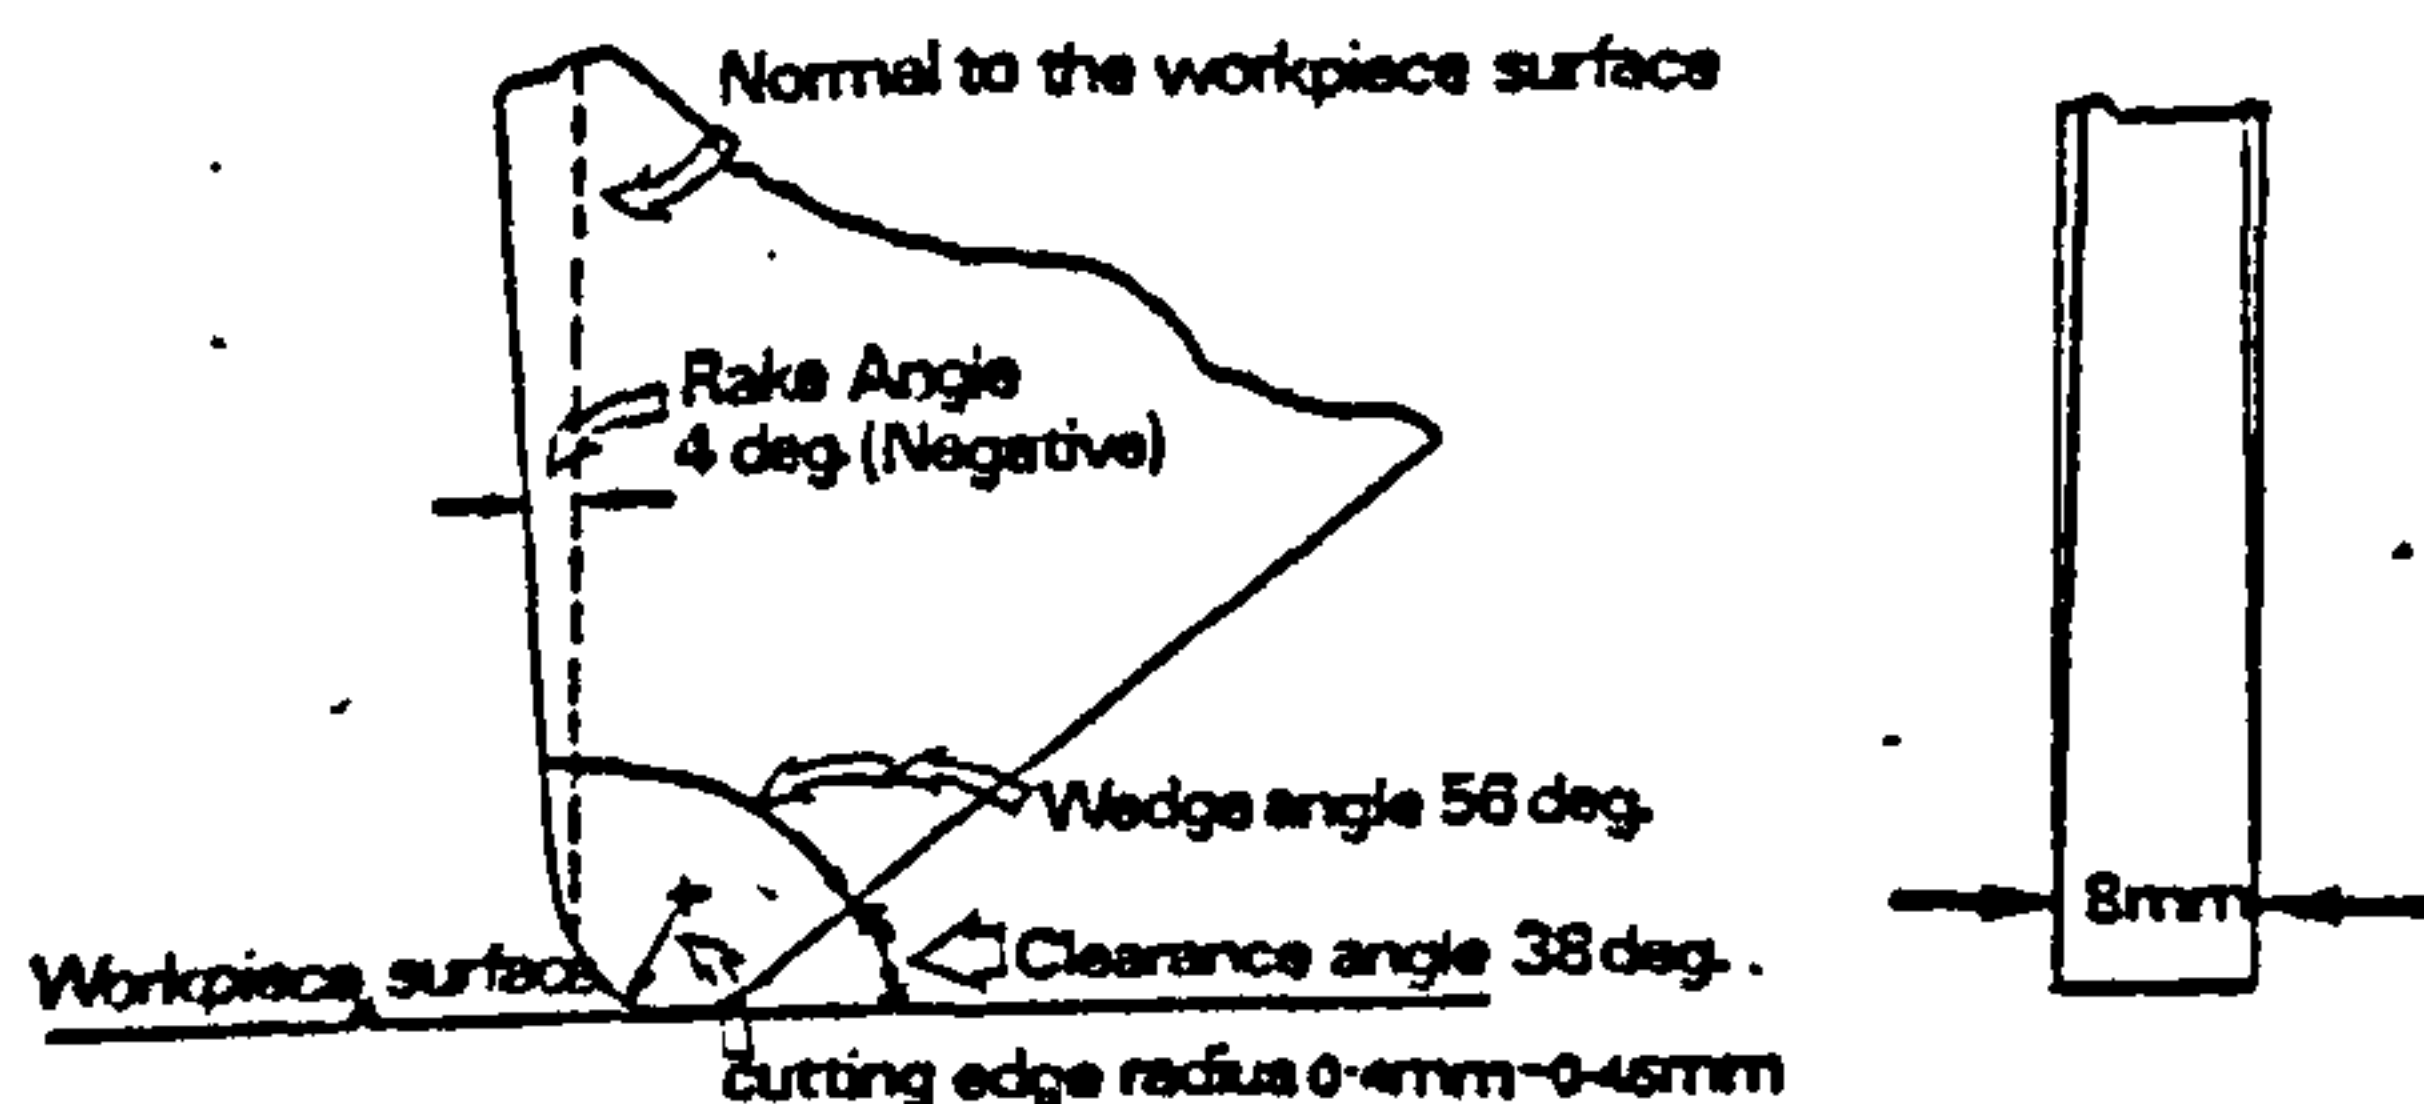 Normal to the workpiece surface
Rake Angle
4 deg. (Negative)
Wedge angle 56 deg.
8mm
Workpiece surface
Clearance angle 38 deg.
cutting edge radius 0·4mm-0·45mm